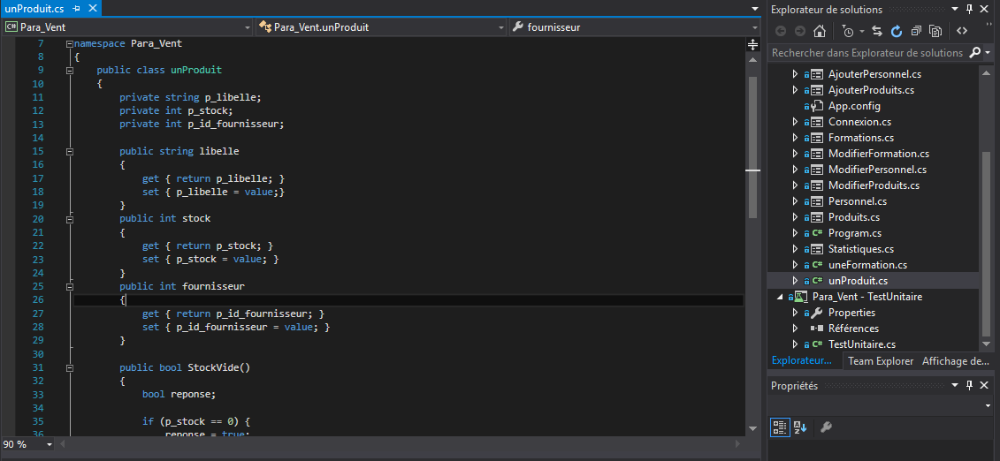 unProduit.cs
Para_Vent
Para_Vent.unProduit
fournisseur
7 namespace Para_Vent
8 {
9 public class unProduit
10 {
11 private string p_libelle;
12 private int p_stock;
13 private int p_id_fournisseur;
14
15 public string libelle
16 {
17 get { return p_libelle; }
18 set { p_libelle = value;}
19 }
20 public int stock
21 {
22 get { return p_stock; }
23 set { p_stock = value; }
24 }
25 public int fournisseur
26 {
27 get { return p_id_fournisseur; }
28 set { p_id_fournisseur = value; }
29 }
30
31 public bool StockVide()
32 {
33 bool reponse;
34
35 if (p_stock == 0) {
36 reponse = true;
90 %
Explorateur de solutions
Rechercher dans Explorateur de solutions
AjouterPersonnel.cs
AjouterProduits.cs
App.config
Connexion.cs
Formations.cs
ModifierFormation.cs
ModifierPersonnel.cs
ModifierProduits.cs
Personnel.cs
Produits.cs
C# Program.cs
Statistiques.cs
C# uneFormation.cs
C# unProduit.cs
Para_Vent - TestUnitaire
Properties
Références
C# TestUnitaire.cs
Explorateur...
Team Explorer
Affichage de...
Propriétés